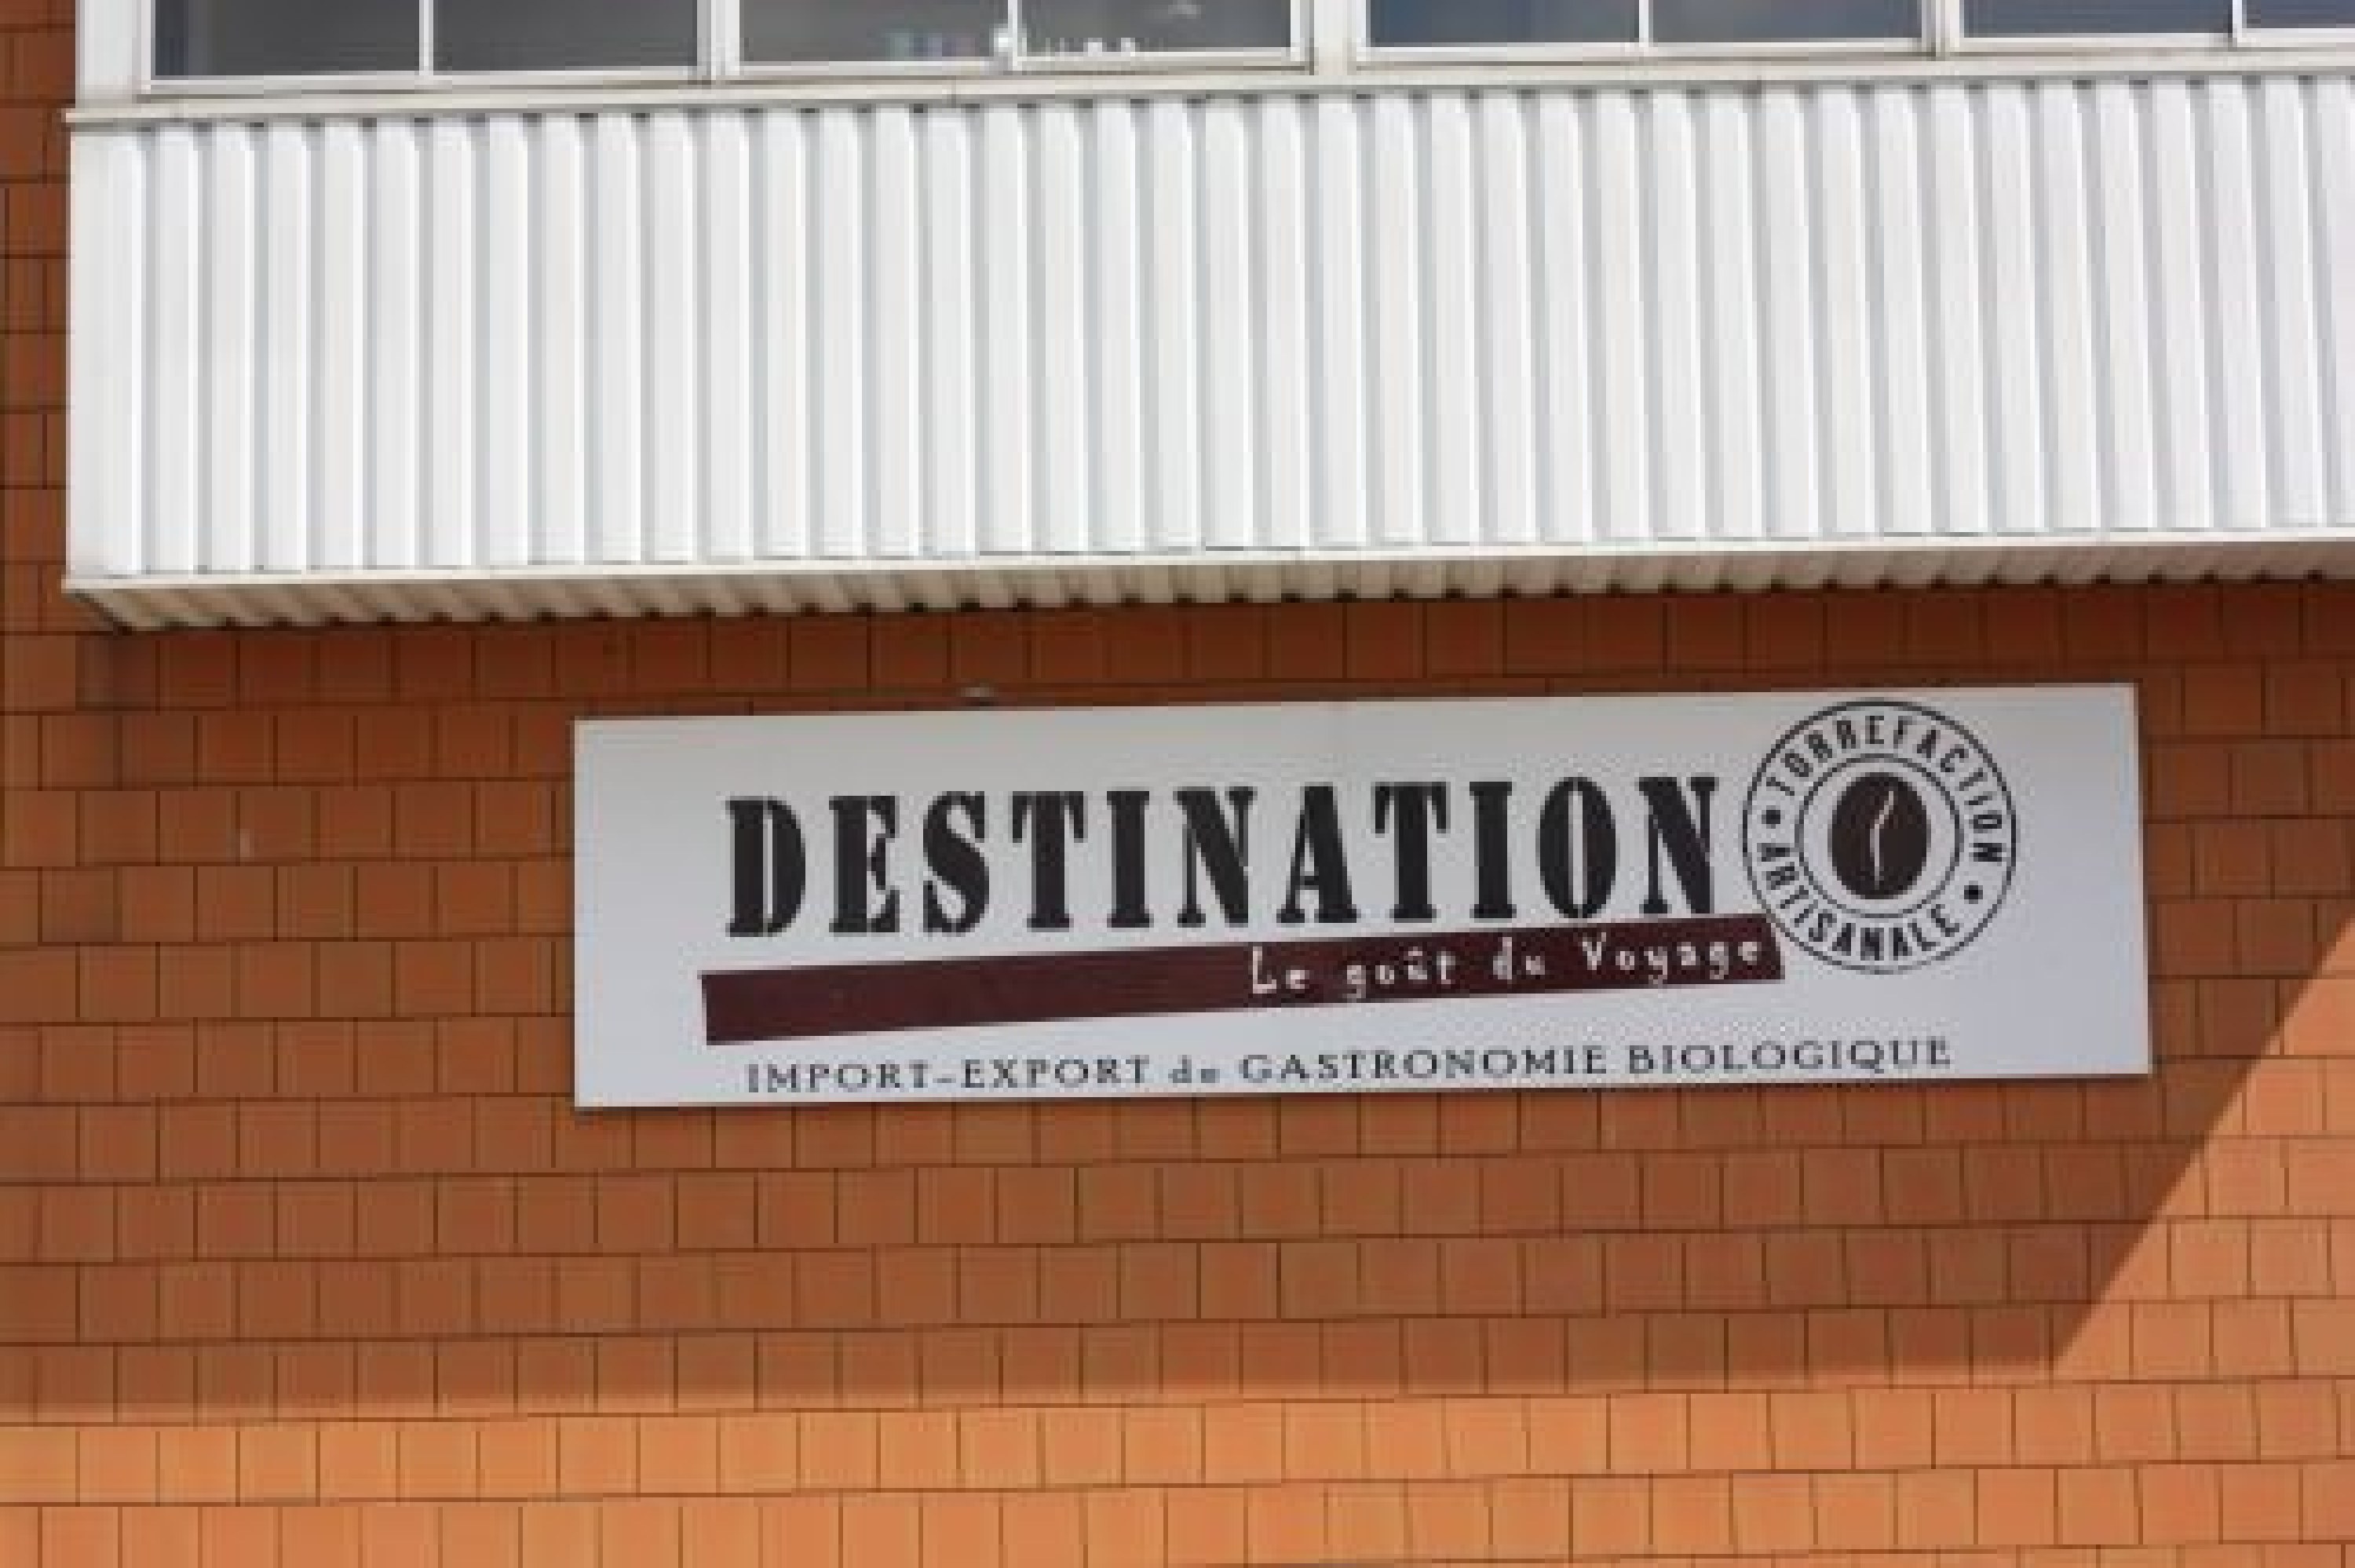 DESTINATION
TORREFACTION
ARTISANALE
Le goût du Voyage
IMPORT-EXPORT de GASTRONOMIE BIOLOGIQUE